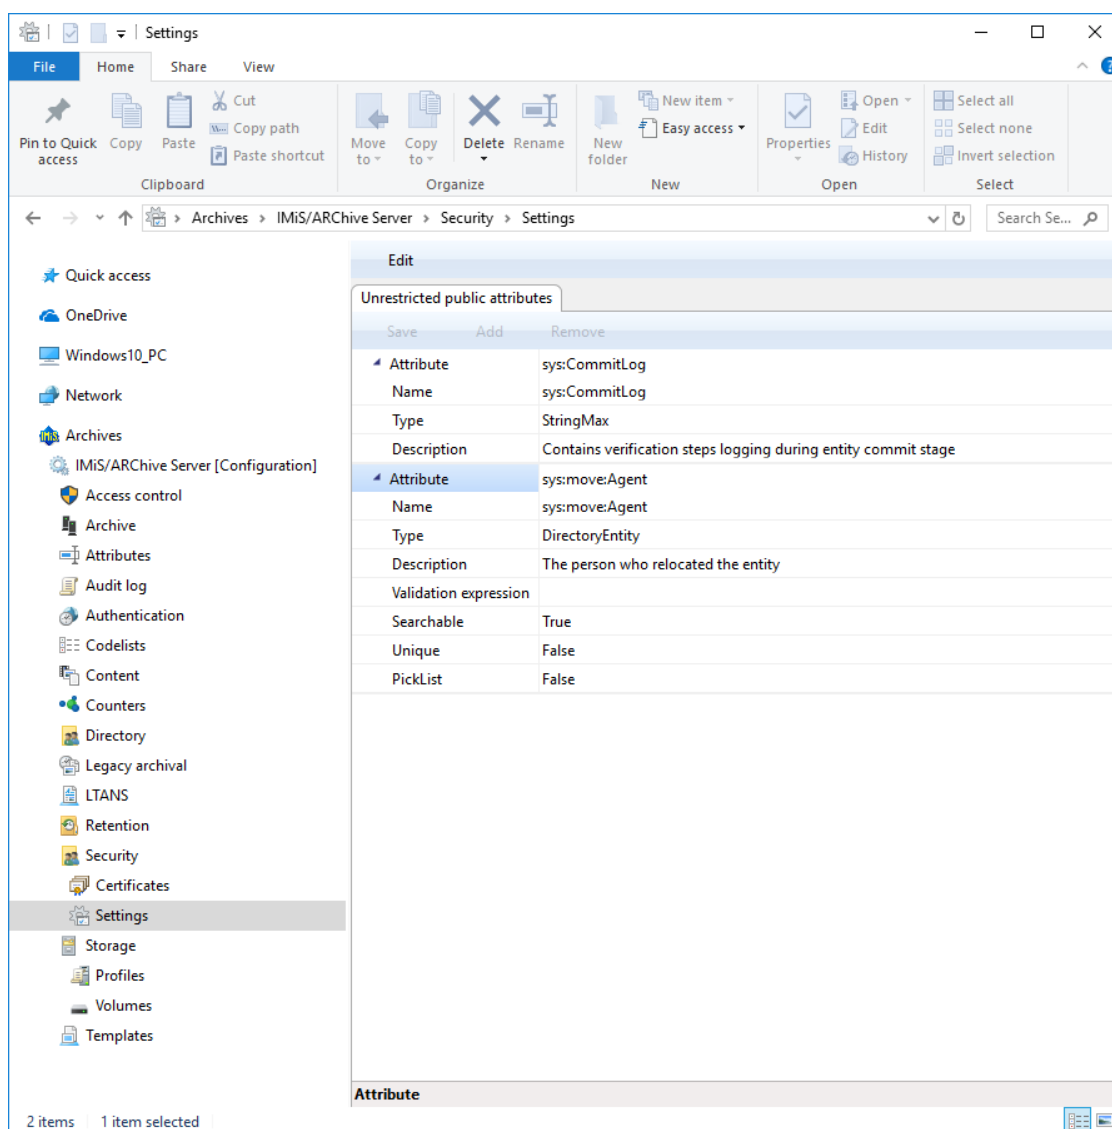 Settings
File Home Share View
Pin to Quick access
Copy
Paste
Cut
Copy path
Paste shortcut
Clipboard
Move to
Copy to
Delete
Rename
Organize
New folder
New item
Easy access
New
Properties
Open
Edit
History
Open
Select all
Select none
Invert selection
Select
Archives > IMiS/ARChive Server > Security > Settings
Search Se...
Quick access
OneDrive
Windows10_PC
Network
Archives
IMiS/ARChive Server [Configuration]
Access control
Archive
Attributes
Audit log
Authentication
Codelists
Content
Counters
Directory
Legacy archival
LTANS
Retention
Security
Certificates
Settings
Storage
Profiles
Volumes
Templates
Edit
Unrestricted public attributes
Save Add Remove
Attribute sys:CommitLog
Name sys:CommitLog
Type StringMax
Description Contains verification steps logging during entity commit stage
Attribute sys:move:Agent
Name sys:move:Agent
Type DirectoryEntity
Description The person who relocated the entity
Validation expression
Searchable True
Unique False
PickList False
Attribute
2 items 1 item selected